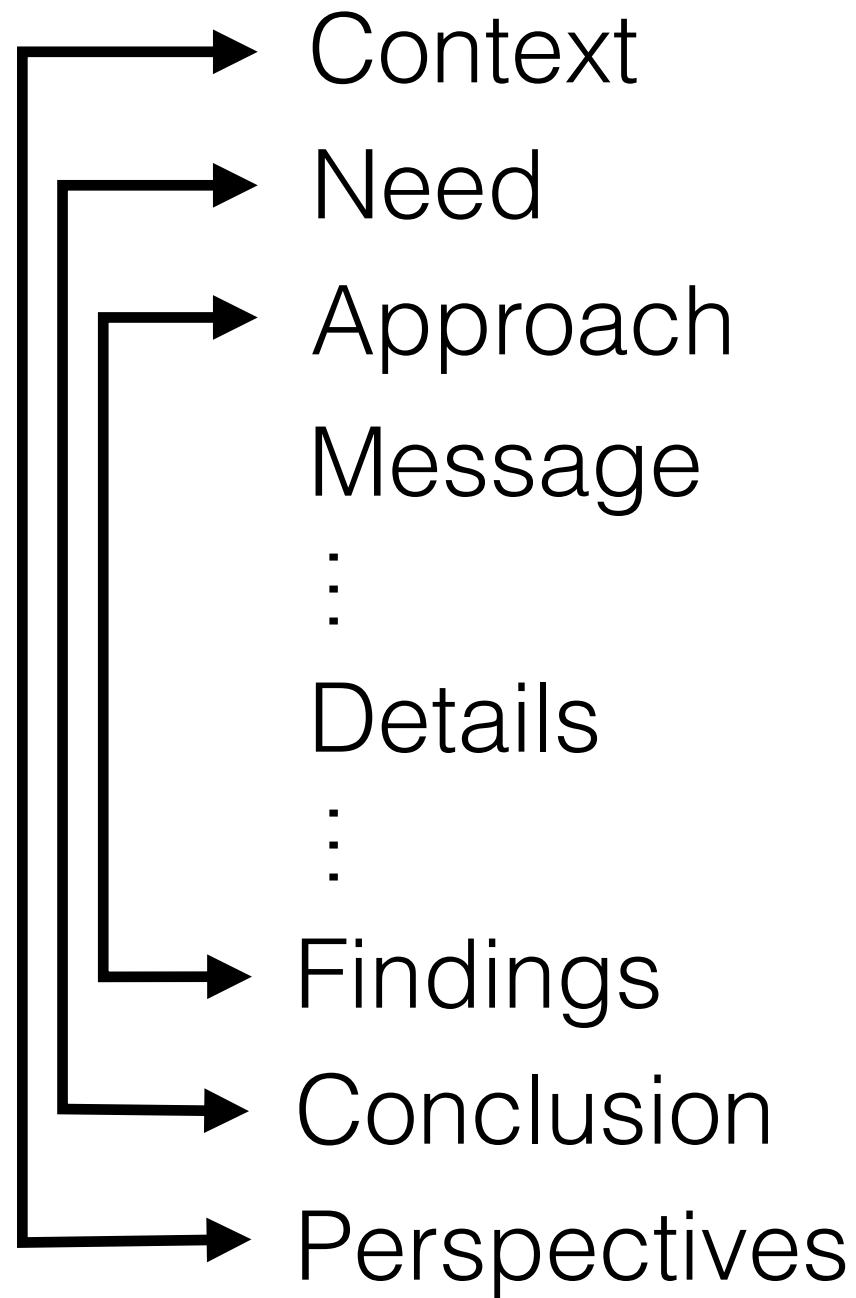 Context
Need
Approach
Message
⋮
Details
⋮
Findings
Conclusion
Perspectives